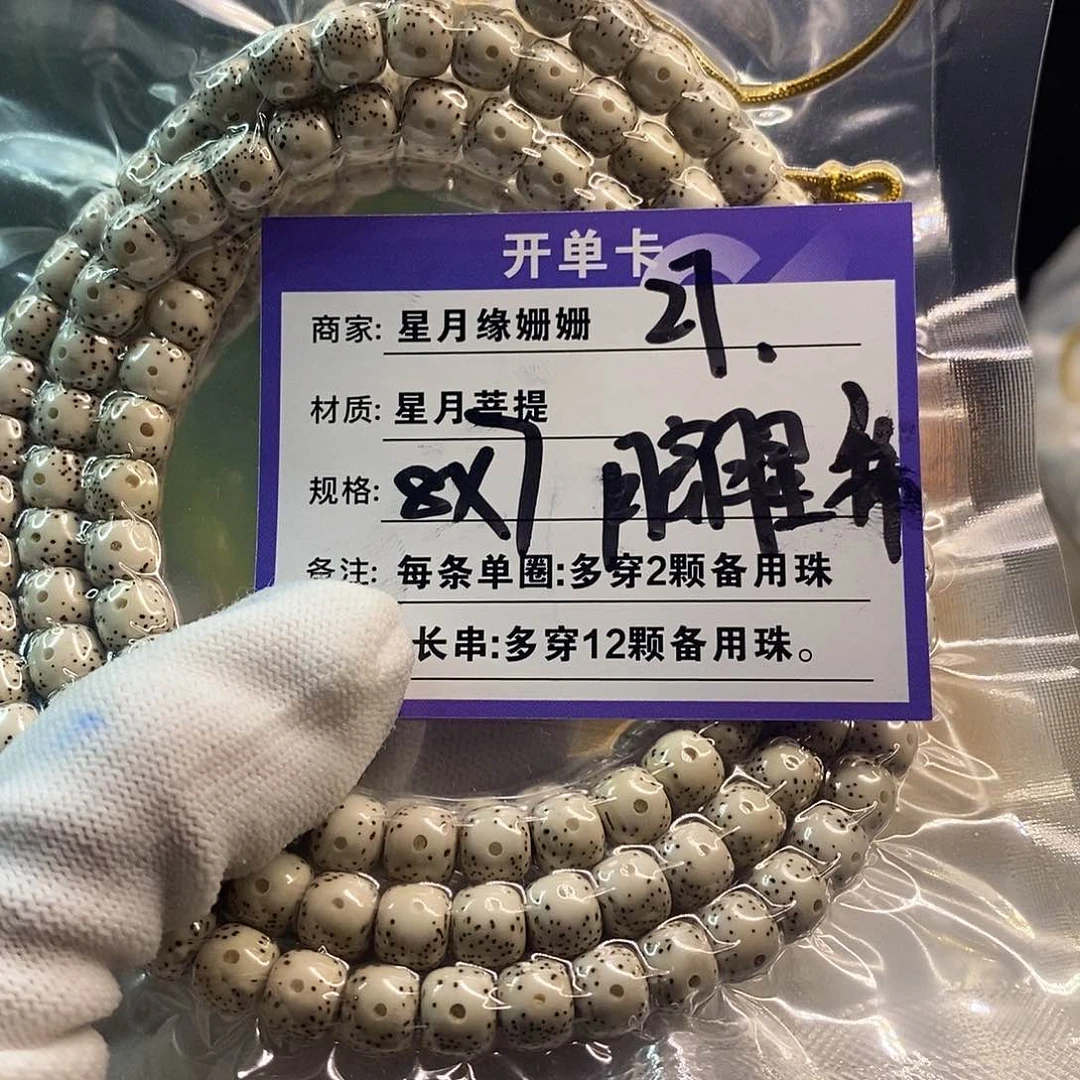 开单卡
商家: 星月缘姗姗 27.
材质: 星月菩提
规格: 8X7
备注: 每条单圈:多穿2颗备用珠
长串:多穿12颗备用珠。